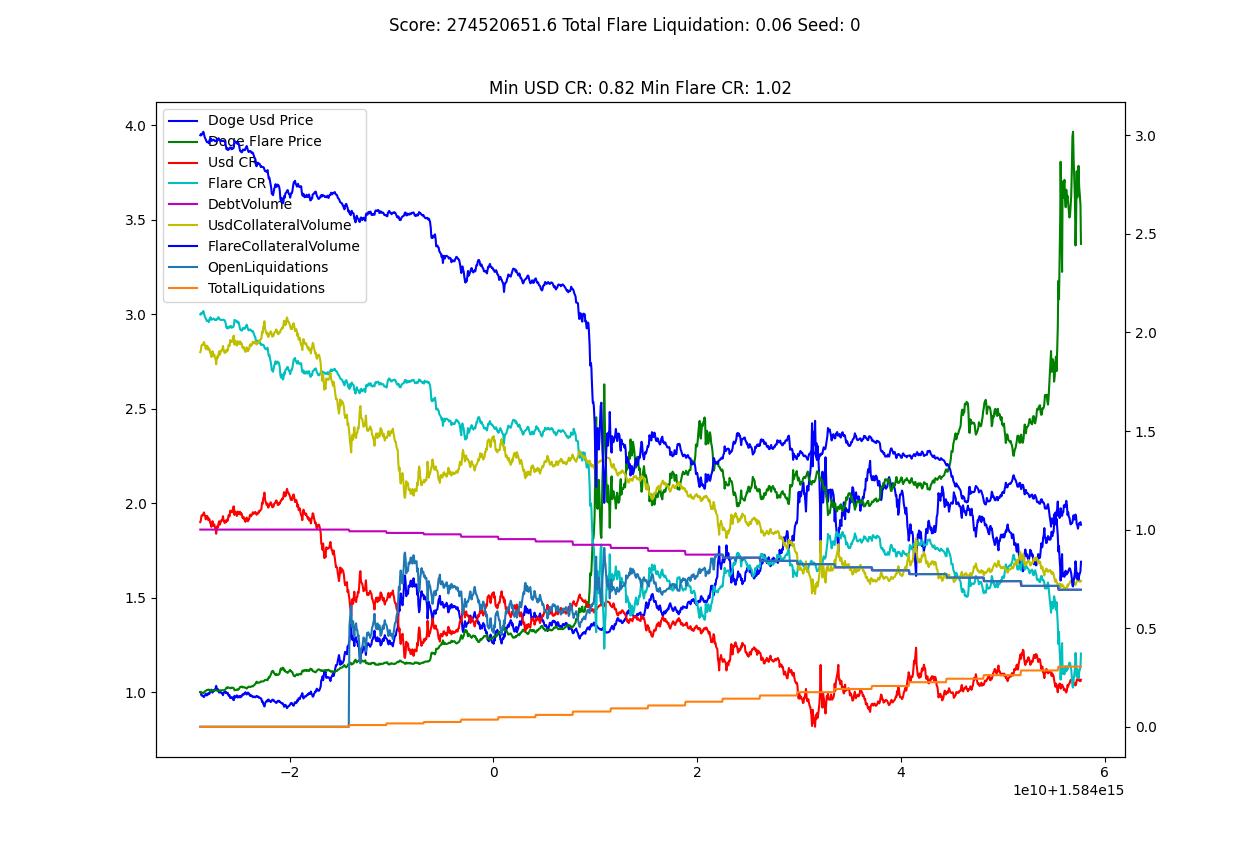 Score: 274520651.6 Total Flare Liquidation: 0.06 Seed: 0
Min USD CR: 0.82 Min Flare CR: 1.02
Doge Usd Price
Doge Flare Price
Usd CR
Flare CR
DebtVolume
UsdCollateralVolume
FlareCollateralVolume
OpenLiquidations
TotalLiquidations
4.0
3.5
3.0
2.5
2.0
1.5
1.0
3.0
2.5
2.0
1.5
1.0
0.5
0.0
−2
0
2
4
6
1e10+1.584e15